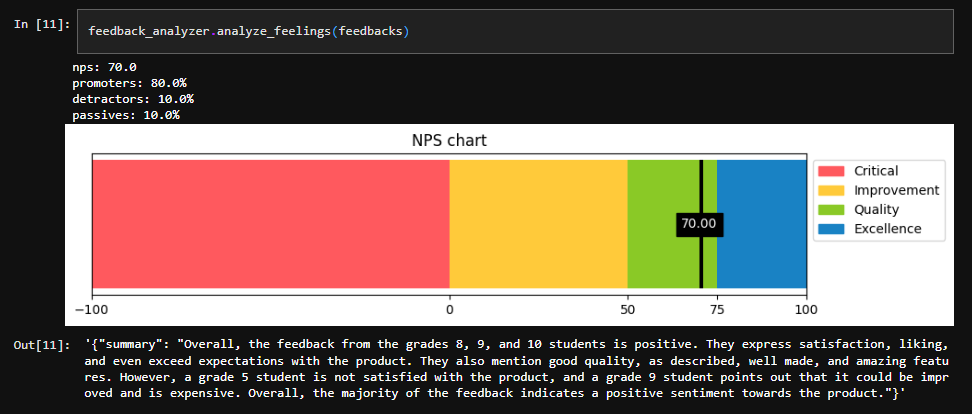 In [11]:
feedback_analyzer.analyze_feelings(feedbacks)
nps: 70.0
promoters: 80.0%
detractors: 10.0%
passives: 10.0%
NPS chart
Critical
Improvement
Quality
Excellence
70.00
−100
0
50
75
100
Out[11]:
'{"summary": "Overall, the feedback from the grades 8, 9, and 10 students is positive. They express satisfaction, liking,
and even exceed expectations with the product. They also mention good quality, as described, well made, and amazing featu
res. However, a grade 5 student is not satisfied with the product, and a grade 9 student points out that it could be impr
oved and is expensive. Overall, the majority of the feedback indicates a positive sentiment towards the product."}'